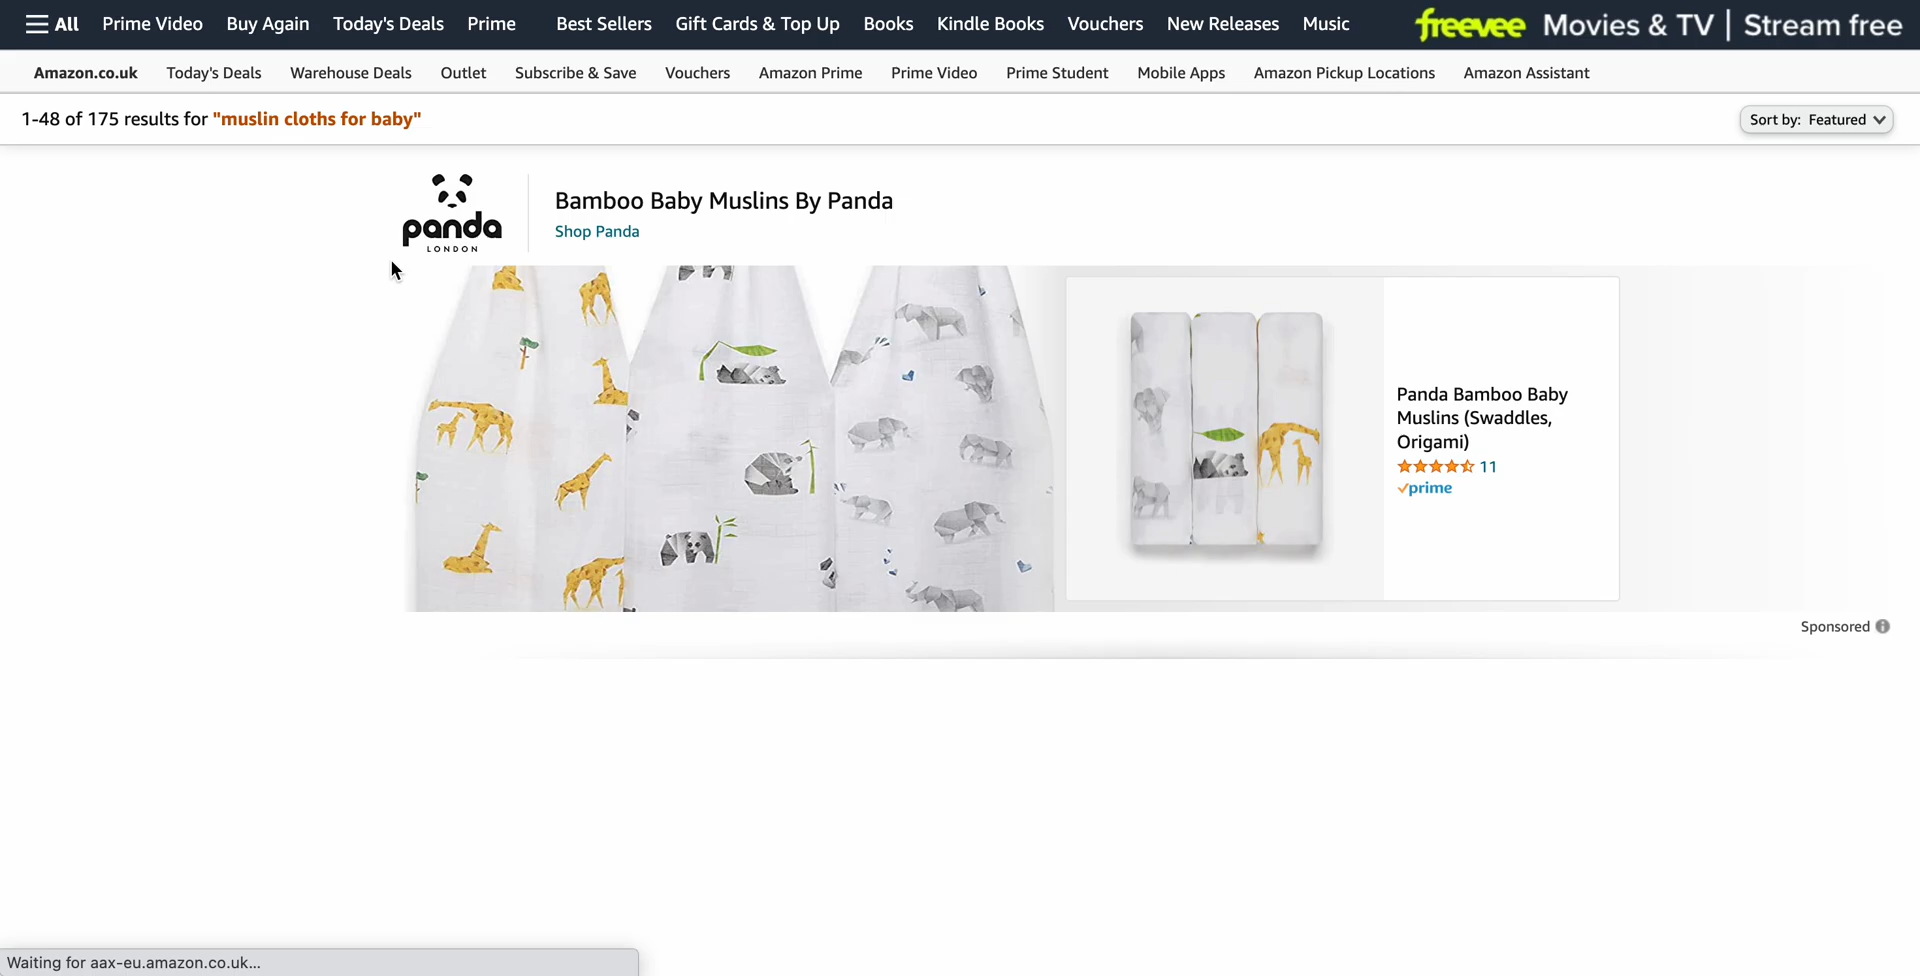 All Prime Video Buy Again Today's Deals Prime Best Sellers Gift Cards & Top Up Books Kindle Books Vouchers New Releases Music freevee Movies & TV | Stream free
Amazon.co.uk Today's Deals Warehouse Deals Outlet Subscribe & Save Vouchers Amazon Prime Prime Video Prime Student Mobile Apps Amazon Pickup Locations Amazon Assistant
1-48 of 175 results for "muslin cloths for baby"
Sort by: Featured
panda
LONDON
Bamboo Baby Muslins By Panda
Shop Panda
Panda Bamboo Baby
Muslins (Swaddles,
Origami)
11
prime
Sponsored
Waiting for aax-eu.amazon.co.uk...